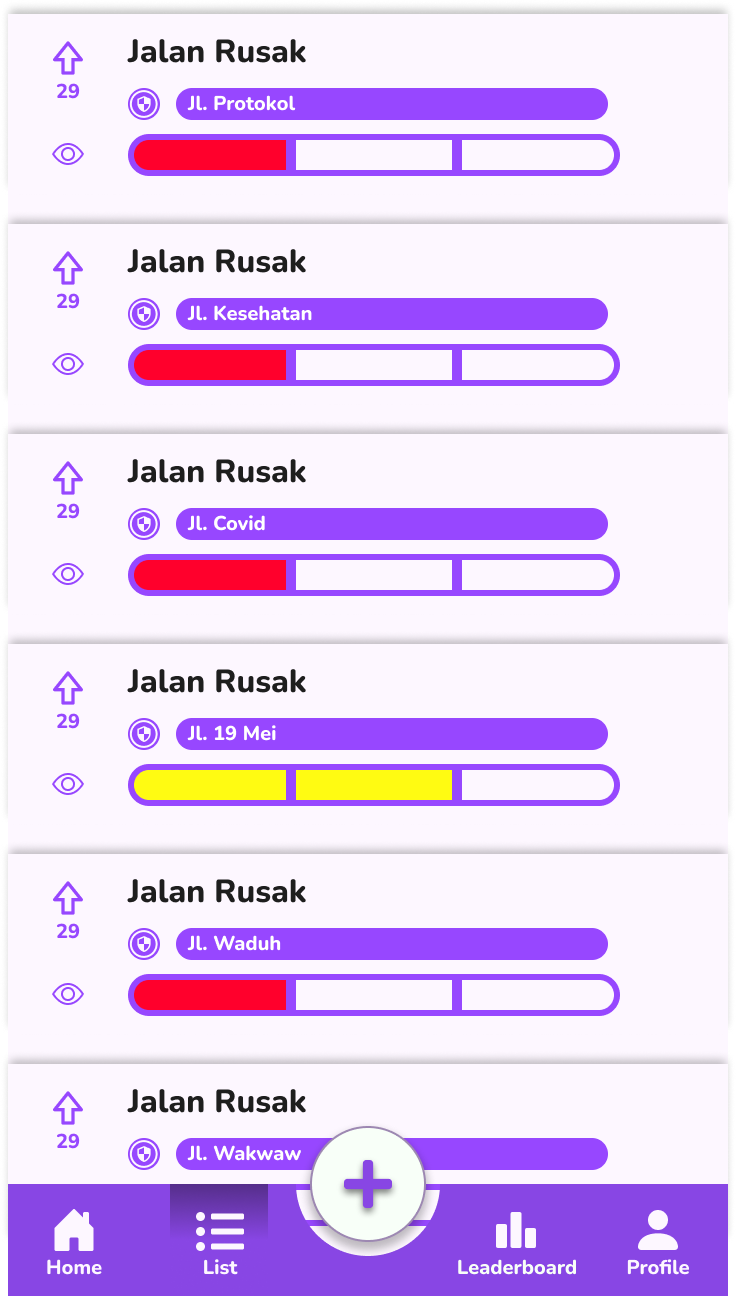 Jalan Rusak
29
Jl. Protokol
Jalan Rusak
29
Jl. Kesehatan
Jalan Rusak
29
Jl. Covid
Jalan Rusak
29
Jl. 19 Mei
Jalan Rusak
29
Jl. Waduh
Jalan Rusak
29
Jl. Wakwaw
Home
List
Leaderboard
Profile